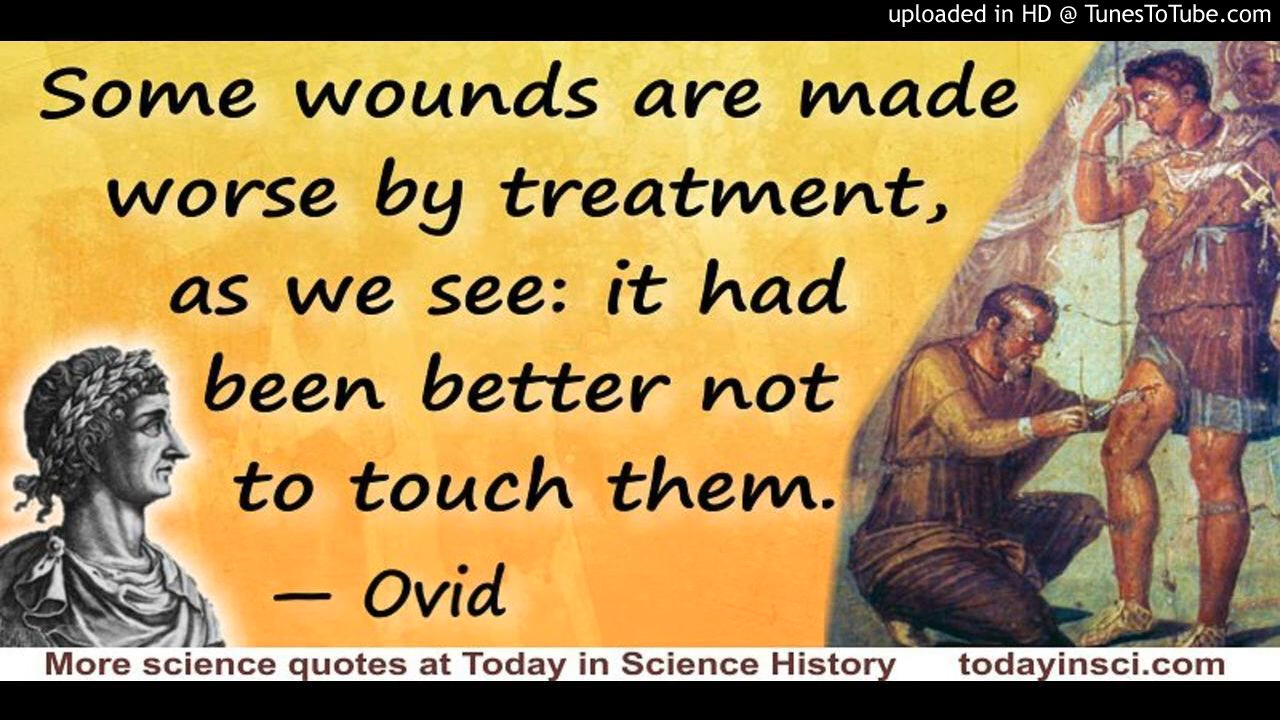 uploaded in HD @ TunesToTube.com
Some wounds are made
worse by treatment,
as we see: it had
been better not
to touch them.
— Ovid
More science quotes at Today in Science History todayinsci.com